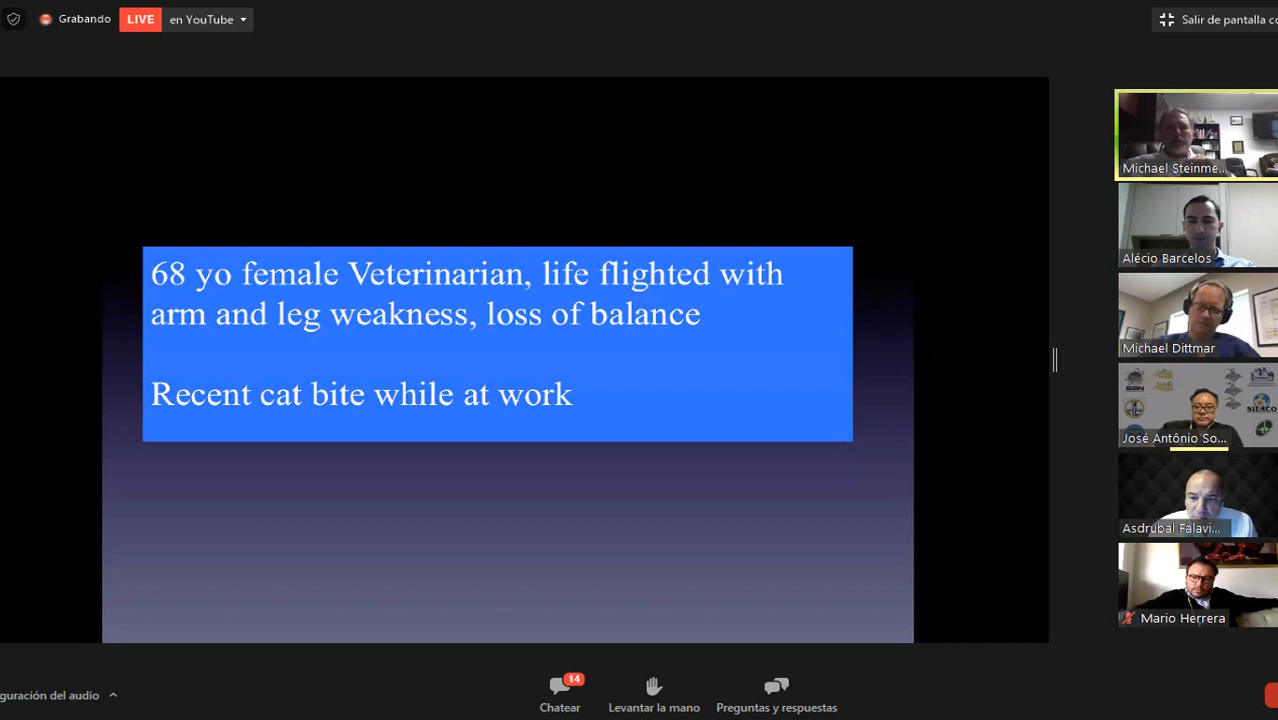 Grabando
LIVE
en YouTube
Salir de pantalla co
68 yo female Veterinarian, life flighted with
arm and leg weakness, loss of balance
Recent cat bite while at work
Michael Steinme...
Alécio Barcelos
Michael Dittmar
SBN
SILACO
José Antônio So...
Asdrubal Falavi...
Mario Herrera
guración del audio
14
Chatear
Levantar la mano
Preguntas y respuestas